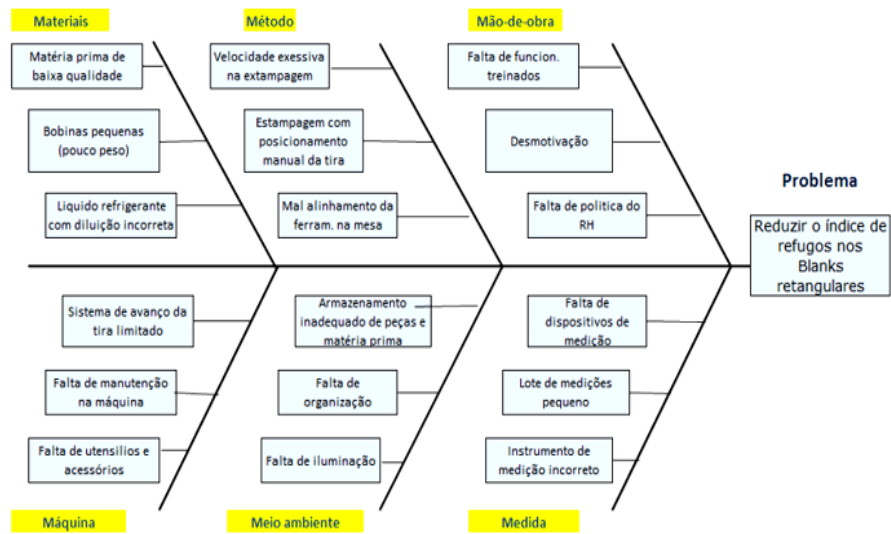 Materiais
Método
Mão-de-obra
Matéria prima de
baixa qualidade
Velocidade exessiva
na extampagem
Falta de funcion.
treinados
Bobinas pequenas
(pouco peso)
Estampagem com
posicionamento
manual da tira
Desmotivação
Liquido refrigerante
com diluição incorreta
Mal alinhamento da
ferram. na mesa
Falta de politica do
RH
Problema
Reduzir o índice de
refugos nos
Blanks
retangulares
Sistema de avanço da
tira limitado
Armazenamento
inadequado de peças e
matéria prima
Falta de
dispositivos de
medição
Falta de manutenção
na máquina
Falta de
organização
Lote de medições
pequeno
Falta de utensilios e
acessórios
Falta de iluminação
Instrumento de
medição incorreto
Máquina
Meio ambiente
Medida